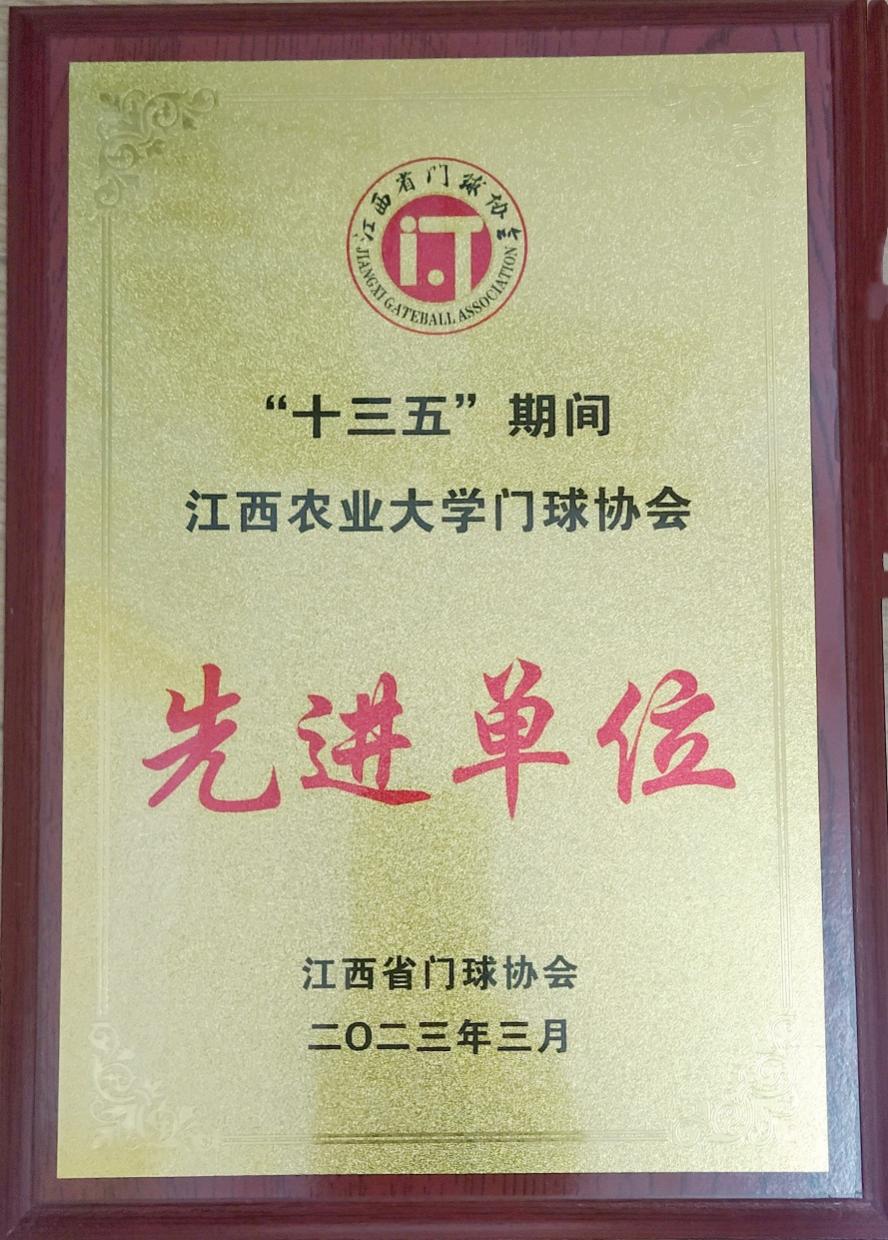 江西省门球协会
JIANGXI GATEBALL ASSOCIATION
“十三五”期间
江西农业大学门球协会
先进单位
江西省门球协会
二〇二三年三月